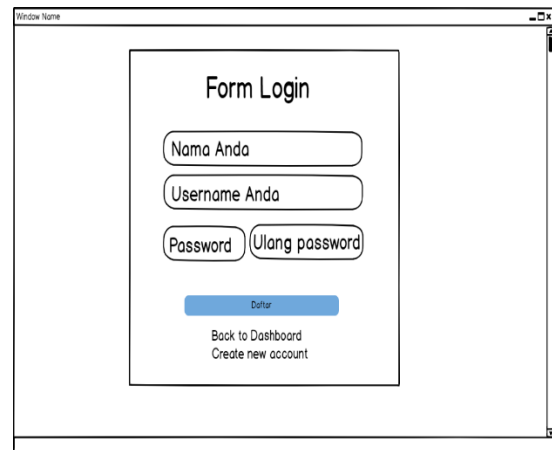 Window Name
Form Login
Nama Anda
Username Anda
Password
Ulang password
Daftar
Back to Dashboard
Create new account